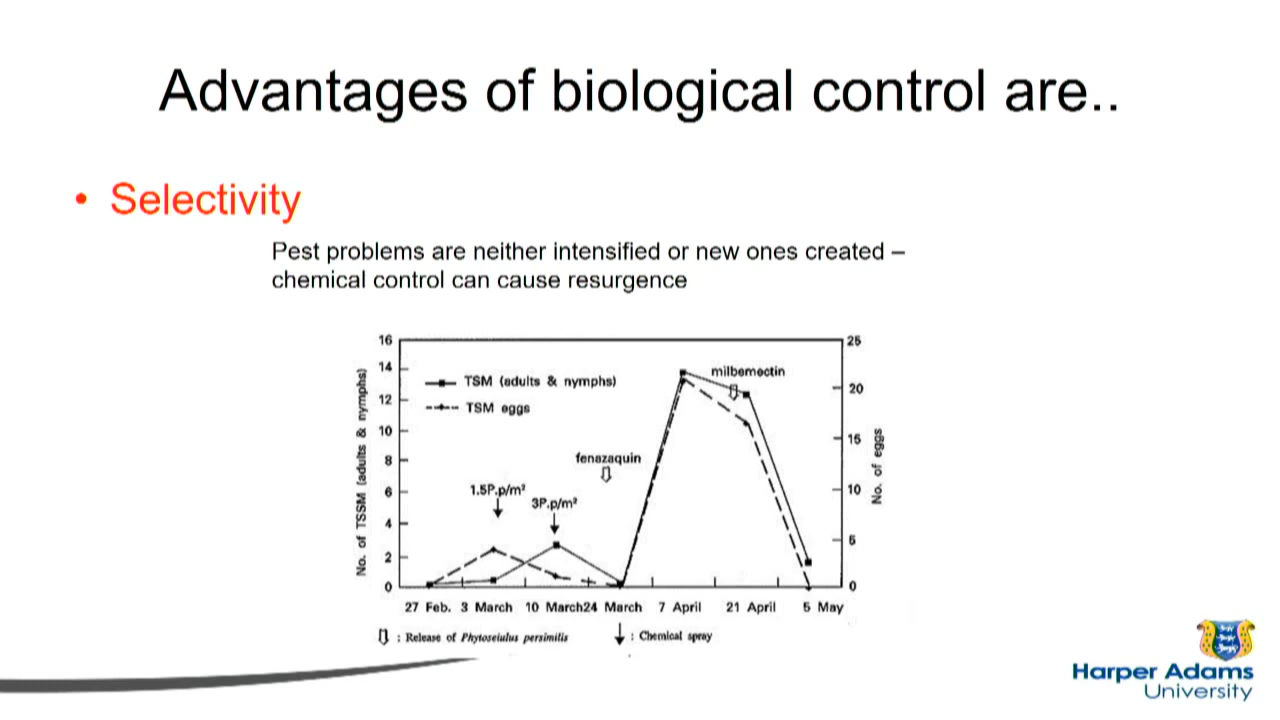 Advantages of biological control are..
• Selectivity
Pest problems are neither intensified or new ones created –
chemical control can cause resurgence
No. of TSSM (adults & nymphs)
16
14
12
10
8
6
4
2
0
TSM (adults & nymphs)
TSM eggs
1.5P.p/m²
3P.p/m²
fenazaquin
milbemectin
25
20
15
10
5
0
No. of eggs
27 Feb. 3 March 10 March24 March 7 April 21 April 5 May
: Release of Phytoseiulus persimilis : Chemical spray
Harper Adams
University